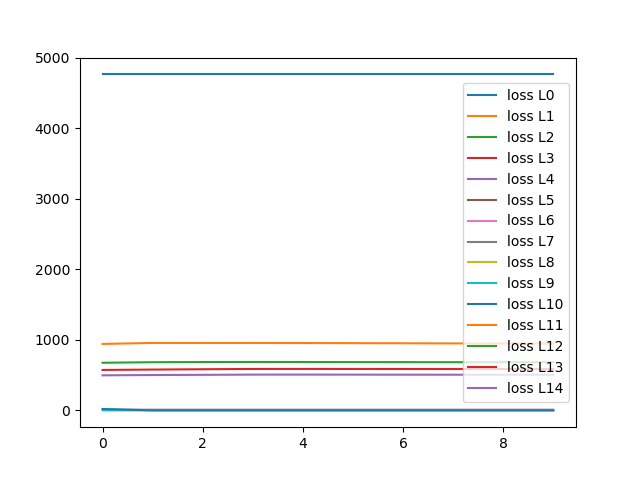 5000
4000
3000
2000
1000
0
0
2
4
6
8
loss L0
loss L1
loss L2
loss L3
loss L4
loss L5
loss L6
loss L7
loss L8
loss L9
loss L10
loss L11
loss L12
loss L13
loss L14